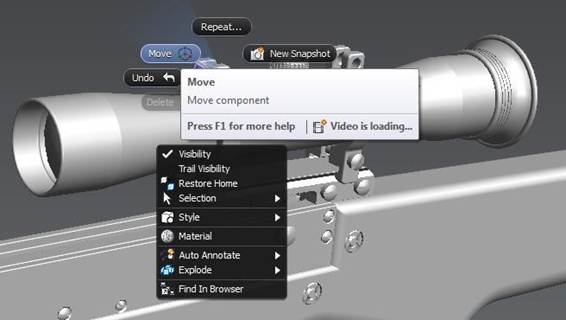 Repeat...
Move
New Snapshot
Undo
Delete
Move
Move component
Press F1 for more help
Video is loading...
Visibility
Trail Visibility
Restore Home
Selection
Style
Material
Auto Annotate
Explode
Find In Browser